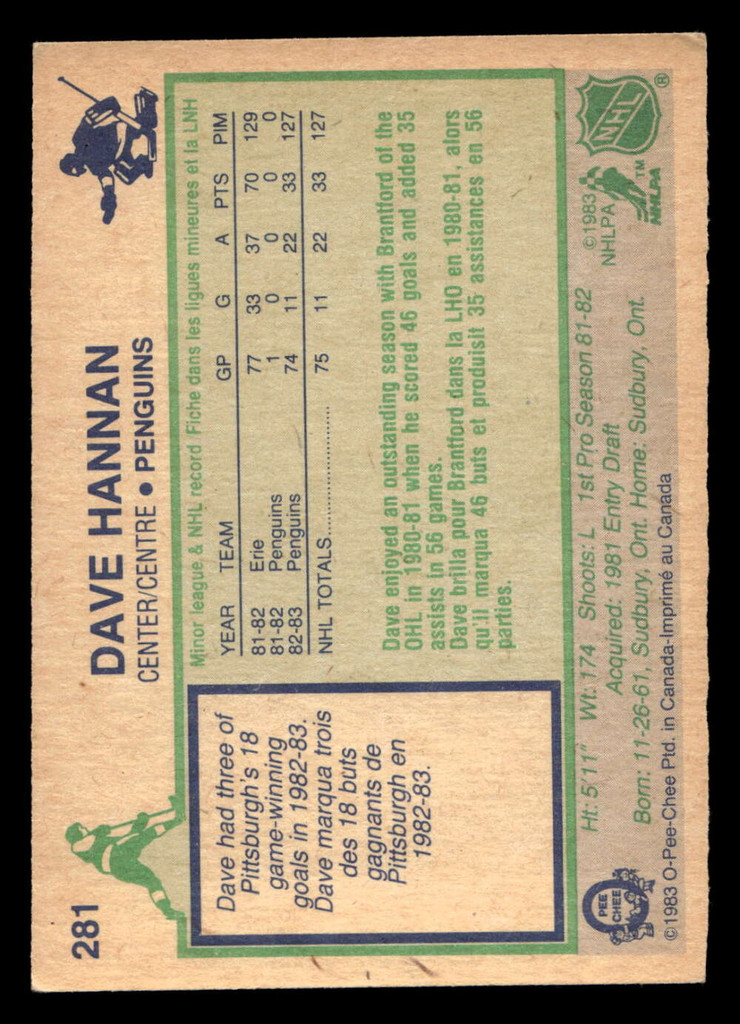 281
DAVE HANNAN
CENTER/CENTRE • PENGUINS
Dave had three of
Pittsburgh's 18
game-winning
goals in 1982-83.
Dave marqua trois
des 18 buts
gagnants de
Pittsburgh en
1982-83.
Minor league & NHL record Fiche dans les ligues mineures et la LNH
YEAR TEAM GP G A PTS PIM
81-82 Erie 77 33 37 70 129
81-82 Penguins 1 0 0 0 0
82-83 Penguins 74 11 22 33 127
NHL TOTALS.................... 75 11 22 33 127
Dave enjoyed an outstanding season with Brantford of the
OHL in 1980-81 when he scored 46 goals and added 35
assists in 56 games.
Dave brilla pour Brantford dans la LHO en 1980-81, alors
qu'il marqua 46 buts et produisit 35 assistances en 56
parties.
Ht: 5'11" Wt: 174 Shoots: L 1st Pro Season 81-82
Acquired: 1981 Entry Draft
Born: 11-26-61, Sudbury, Ont. Home: Sudbury, Ont.
©1983 O-Pee-Chee Ptd. in Canada-Imprimé au Canada
PEE
CHEE
©1983
NHLPA
NHLPA
TM
NHL
®